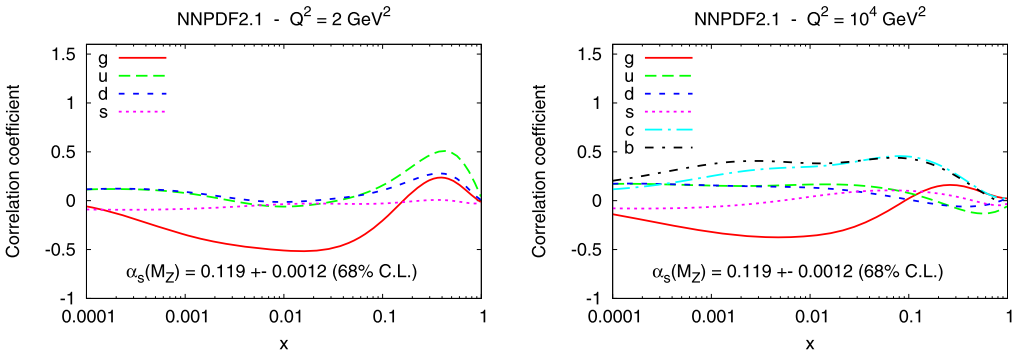 NNPDF2.1 - Q² = 2 GeV²
Correlation coefficient
1.5
1
0.5
0
-0.5
-1
g
u
d
s
αs(MZ) = 0.119 +- 0.0012 (68% C.L.)
0.0001 0.001 0.01 0.1 1
x
NNPDF2.1 - Q² = 10⁴ GeV²
Correlation coefficient
1.5
1
0.5
0
-0.5
-1
g
u
d
s
c
b
αs(MZ) = 0.119 +- 0.0012 (68% C.L.)
0.0001 0.001 0.01 0.1 1
x